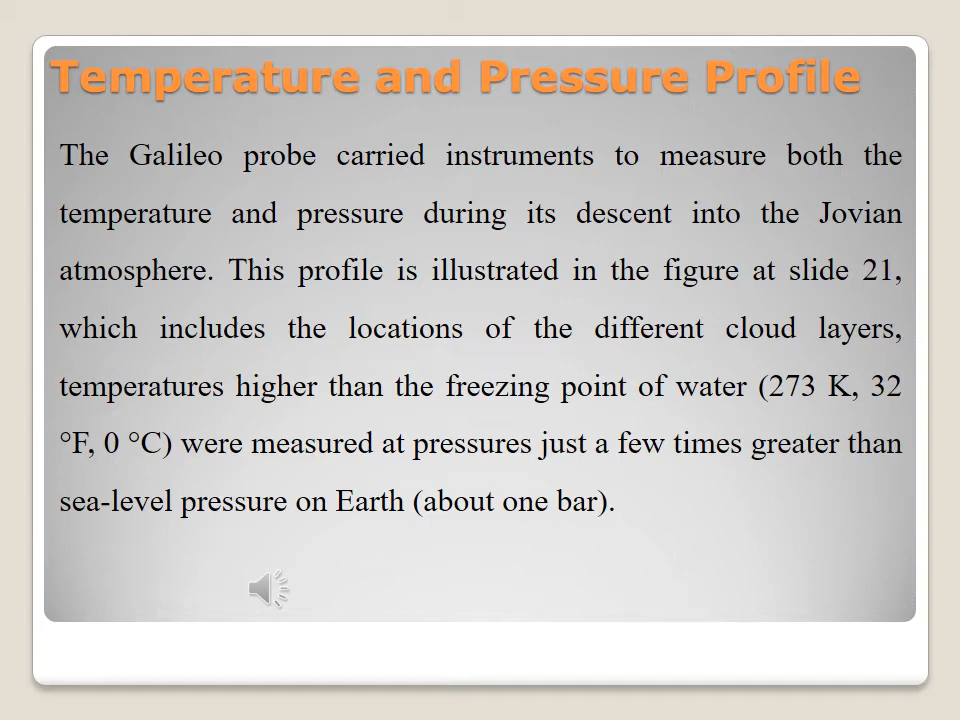 Temperature and Pressure Profile
The Galileo probe carried instruments to measure both the
temperature and pressure during its descent into the Jovian
atmosphere. This profile is illustrated in the figure at slide 21,
which includes the locations of the different cloud layers,
temperatures higher than the freezing point of water (273 K, 32
°F, 0 °C) were measured at pressures just a few times greater than
sea-level pressure on Earth (about one bar).